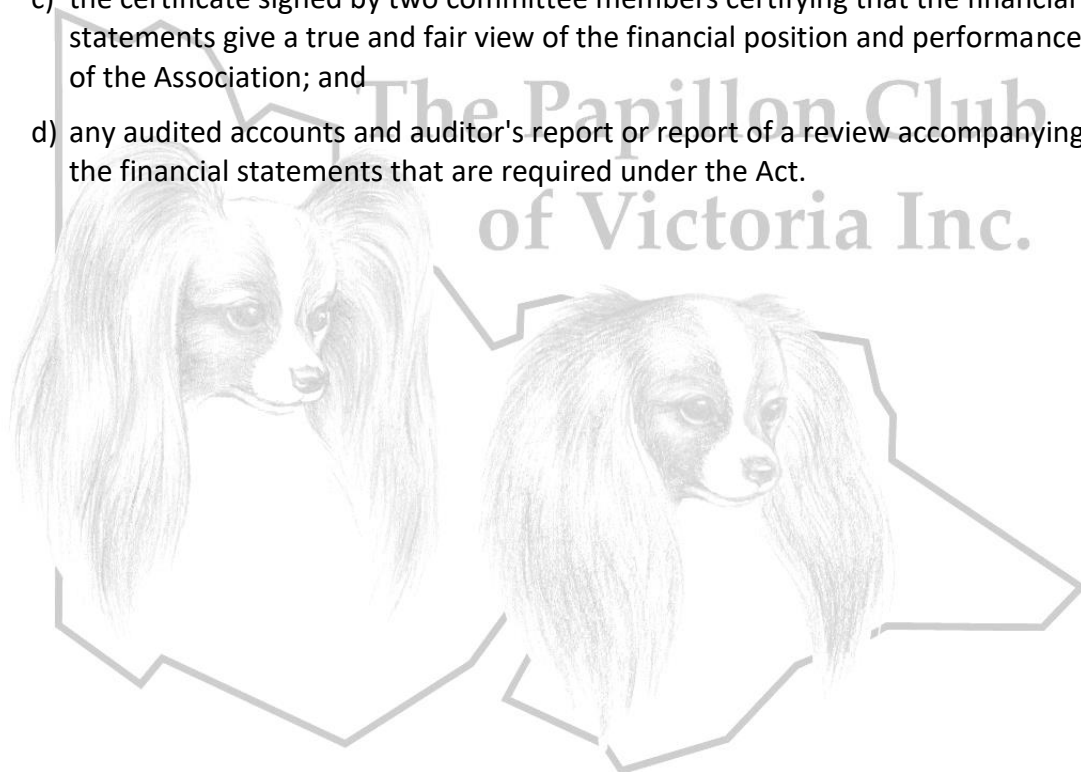 c) the certificate signed by two committee members certifying that the financial
statements give a true and fair view of the financial position and performance
of the Association; and
The Papillon Club
d) any audited accounts and auditor's report or report of a review accompanying
the financial statements that are required under the Act.
of Victoria Inc.